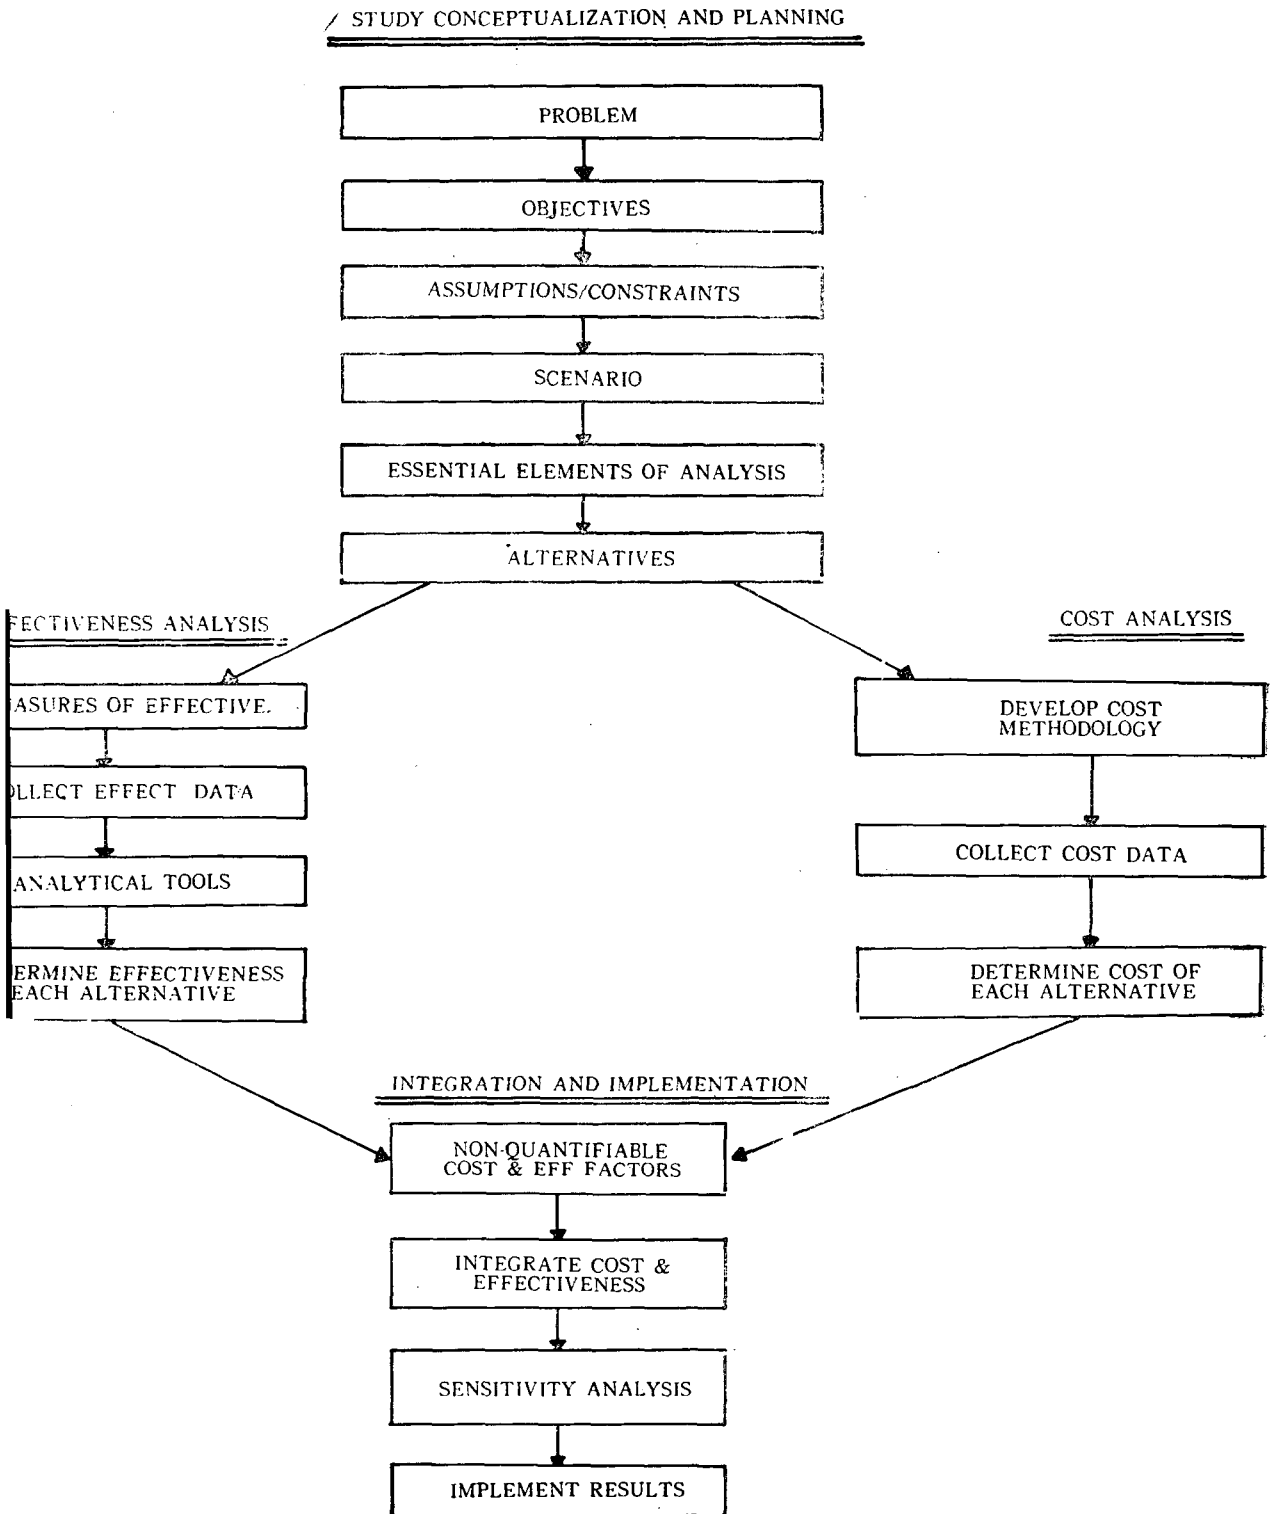 STUDY CONCEPTUALIZATION AND PLANNING
PROBLEM
OBJECTIVES
ASSUMPTIONS/CONSTRAINTS
SCENARIO
ESSENTIAL ELEMENTS OF ANALYSIS
ALTERNATIVES
FECTIVENESS ANALYSIS
ASURES OF EFFECTIVE.
OLLECT EFFECT DATA
ANALYTICAL TOOLS
ERMINE EFFECTIVENESS
EACH ALTERNATIVE
COST ANALYSIS
DEVELOP COST
METHODOLOGY
COLLECT COST DATA
DETERMINE COST OF
EACH ALTERNATIVE
INTEGRATION AND IMPLEMENTATION
NON-QUANTIFIABLE
COST & EFF FACTORS
INTEGRATE COST &
EFFECTIVENESS
SENSITIVITY ANALYSIS
IMPLEMENT RESULTS